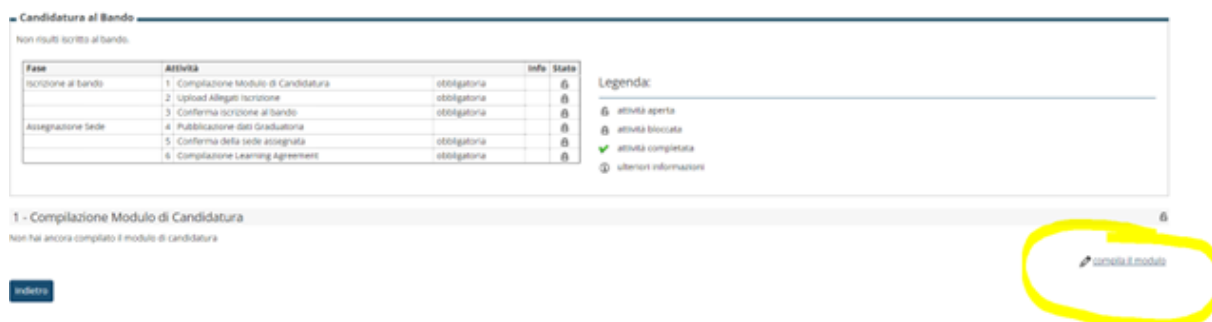 Candidatura al Bando
Non risulti iscritto al bando.
Fase Attività Info Stato
Iscrizione al bando 1 Compilazione Modulo di Candidatura obbligatoria
2 Upload Allegati Iscrizione obbligatoria
3 Conferma iscrizione al bando obbligatoria
Assegnazione Sede 4 Pubblicazione dati Graduatoria
5 Conferma della sede assegnata obbligatoria
6 Compilazione Learning Agreement obbligatoria
Legenda:
attività aperta
attività bloccata
attività completata
ulteriori informazioni
1 - Compilazione Modulo di Candidatura
Non hai ancora compilato il modulo di candidatura
compila il modulo
Indietro